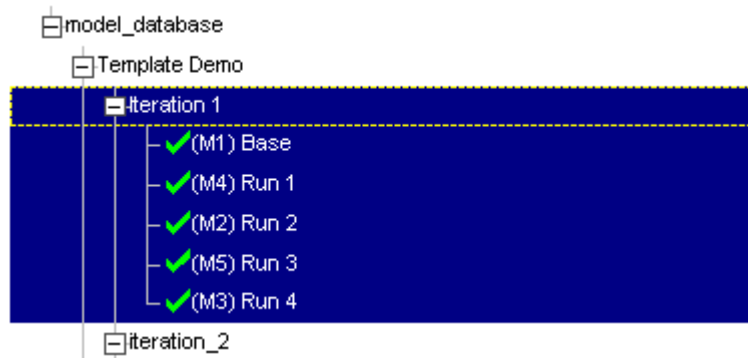 model_database
Template Demo
Iteration 1
(M1) Base
(M4) Run 1
(M2) Run 2
(M5) Run 3
(M3) Run 4
iteration_2